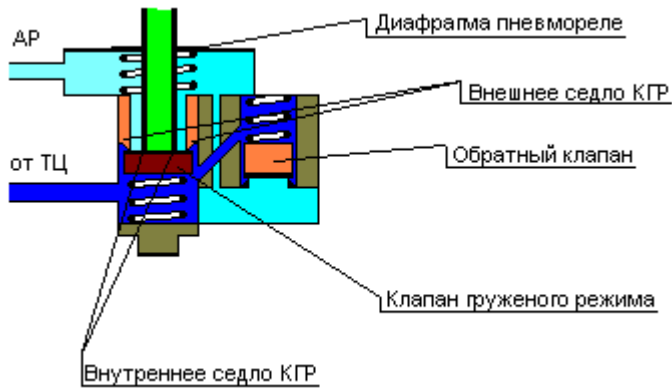 Диафрагма пневмореле
АР
Внешнее седло КГР
Обратный клапан
от ТЦ
Клапан груженого режима
Внутреннее седло КГР